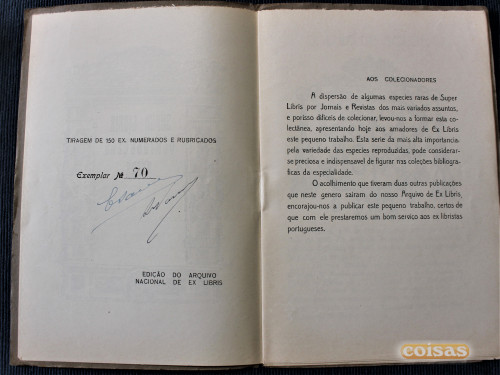 TIRAGEM DE 150 EX. NUMERADOS E RUBRICADOS
Exemplar № 70
EDIÇÃO DO ARQUIVO
NACIONAL DE EX LIBRIS
AOS COLECIONADORES
A dispersão de algumas especies raras de Super
Libris por Jornais e Revistas dos mais variados assuntos,
e porisso dificeis de colecionar, levou-nos a formar esta co-
lectânea, apresentando hoje aos amadores de Ex Libris
este pequeno trabalho. Esta serie da mais alta importan-
cia pela variedade das especies reproduzidas, pode considerar-
se preciosa e indispensavel de figurar nas coleções bibliogra-
ficas da especialidade.
O acolhimento que tiveram duas outras publicações
que neste genero sairam do nosso Arquivo de Ex Libris,
encorajou-nos a publicar este pequeno trabalho, certos de
que com ele prestaremos um bom serviço aos ex libristas
portugueses.
coisas